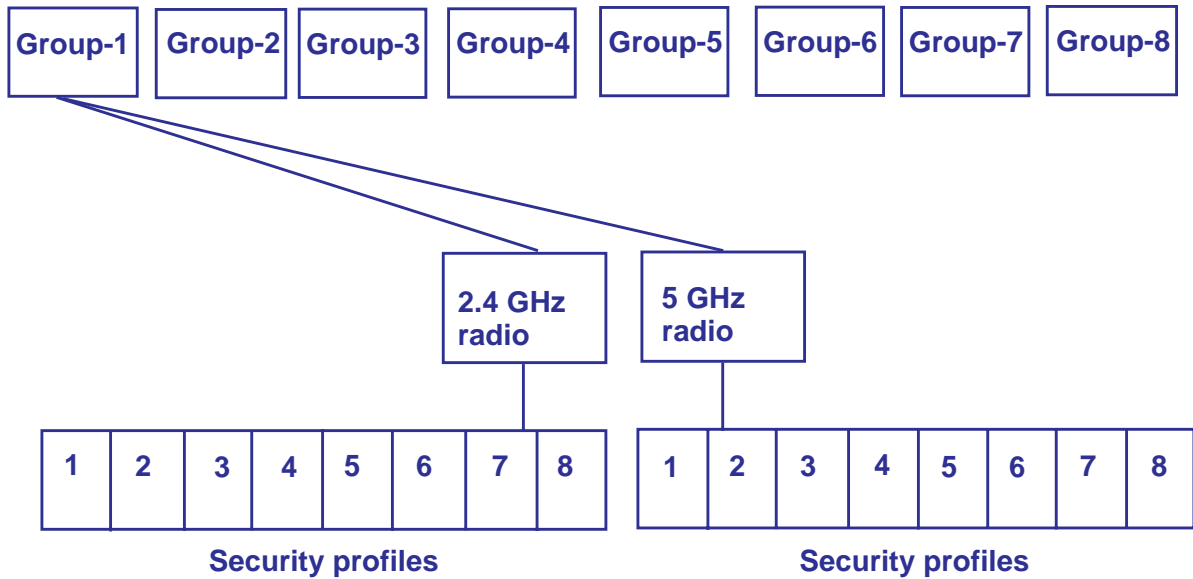 Group-1 Group-2 Group-3 Group-4 Group-5 Group-6 Group-7 Group-8
2.4 GHz
radio
5 GHz
radio
1 2 3 4 5 6 7 8
1 2 3 4 5 6 7 8
Security profiles
Security profiles